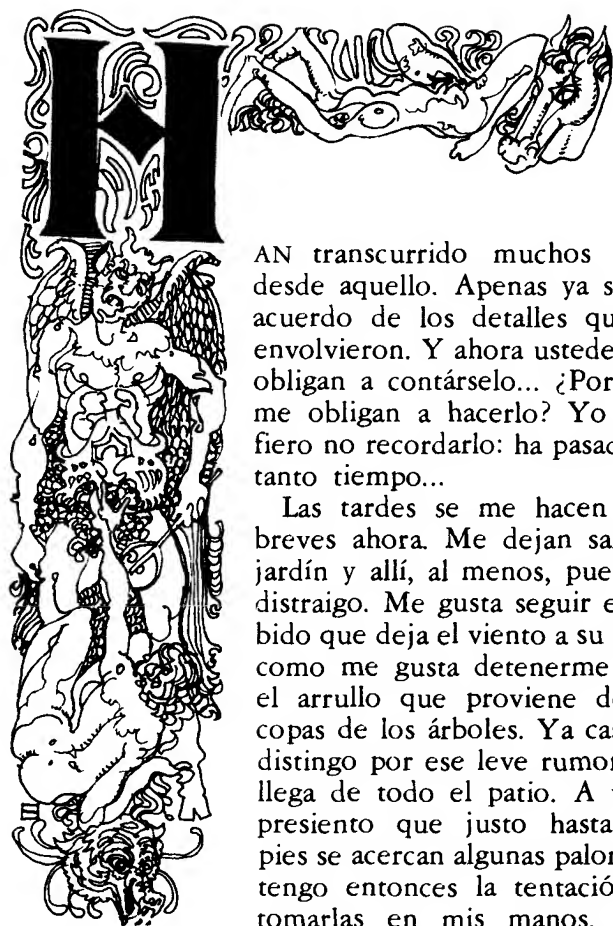 HAN transcurrido muchos
desde aquello. Apenas ya s
acuerdo de los detalles qu
envolvieron. Y ahora ustede
obligan a contárselo... ¿Por
me obligan a hacerlo? Yo
fiero no recordarlo: ha pasad
tanto tiempo...
Las tardes se me hacen
breves ahora. Me dejan sa
jardín y allí, al menos, pue
distraigo. Me gusta seguir e
bido que deja el viento a su
como me gusta detenerme
el arrullo que proviene d
copas de los árboles. Ya cas
distingo por ese leve rumor
llega de todo el patio. A
presiento que justo hasta
pies se acercan algunas palo
tengo entonces la tentació
tomarlas en mis manos.